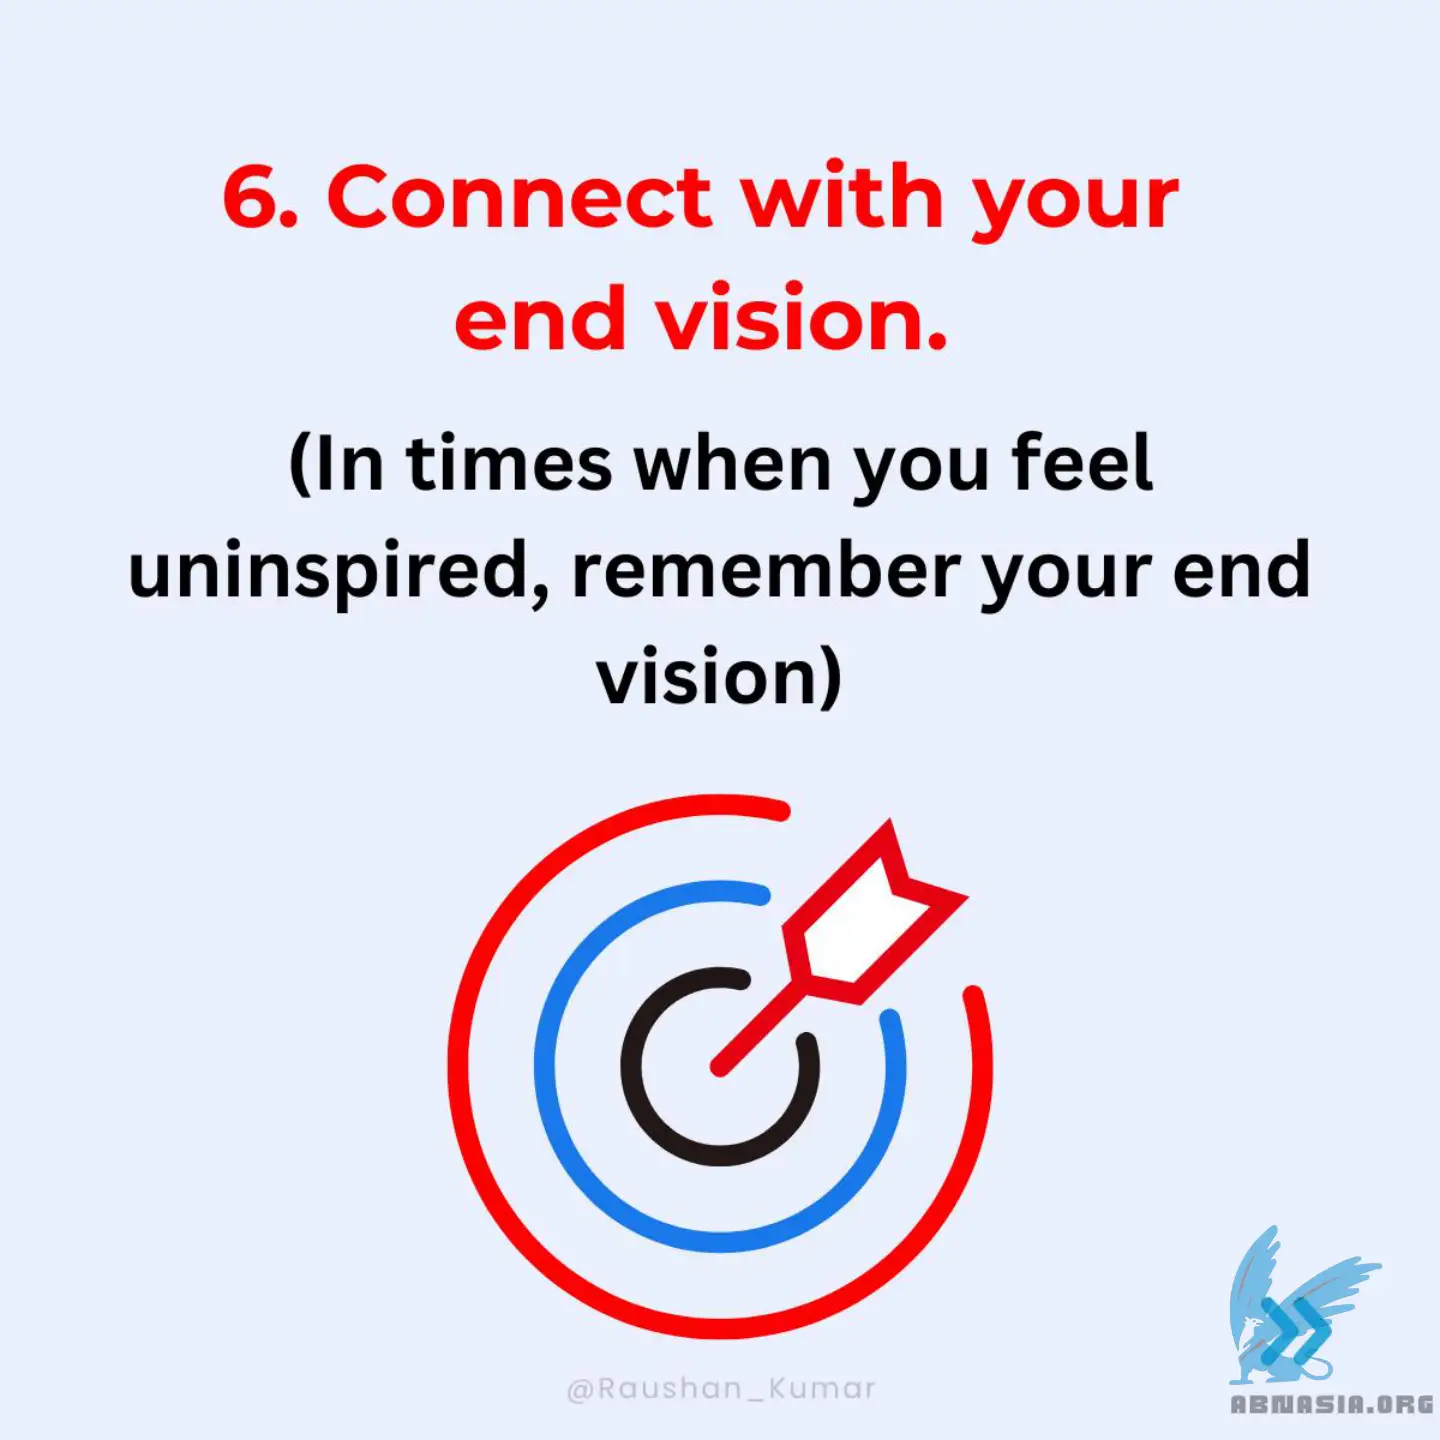 6. Connect with your
end vision.
(In times when you feel
uninspired, remember your end
vision)
@Raushan_Kumar
ABNASIA.ORG